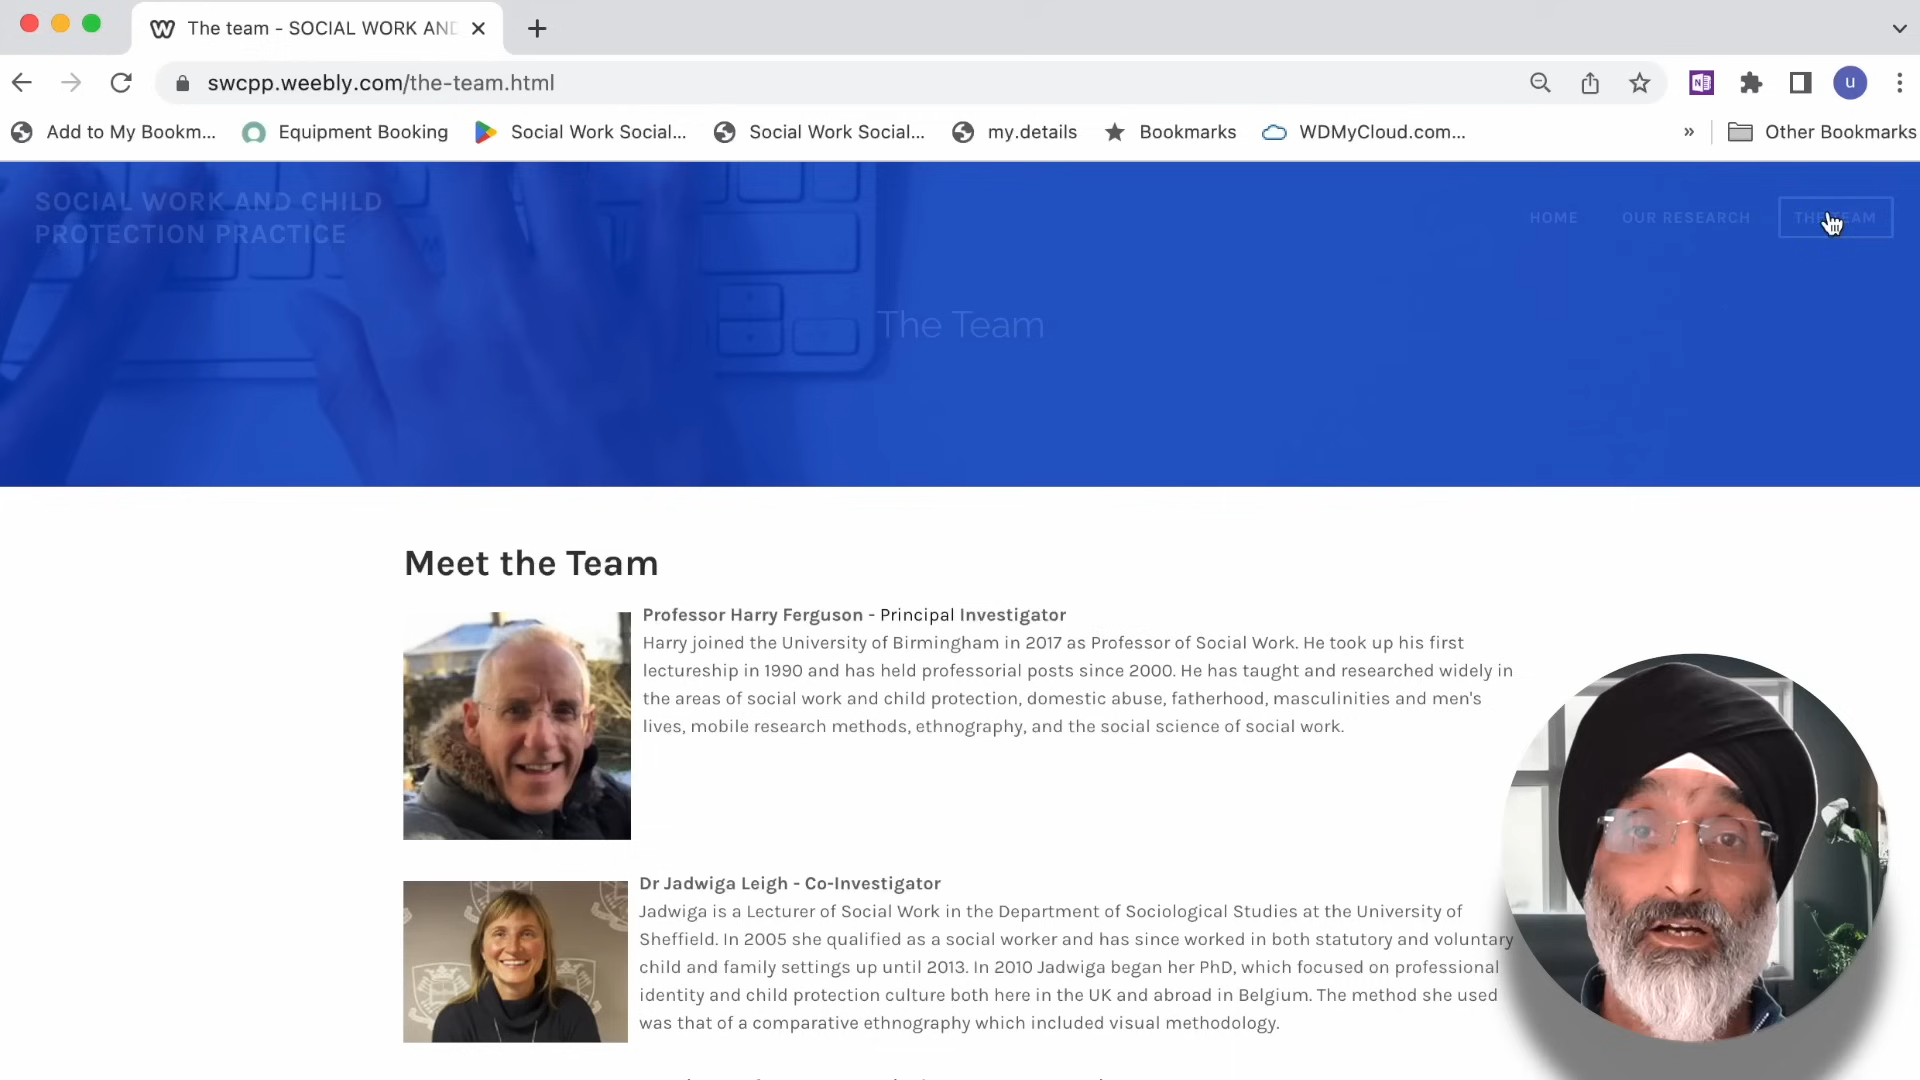 The team - SOCIAL WORK AND
swcpp.weebly.com/the-team.html
u
Add to My Bookm...
Equipment Booking
Social Work Social...
Social Work Social...
my.details
Bookmarks
WDMyCloud.com...
»
Other Bookmarks
SOCIAL WORK AND CHILD
PROTECTION PRACTICE
HOME
OUR RESEARCH
THE TEAM
The Team
Meet the Team
Professor Harry Ferguson - Principal Investigator
Harry joined the University of Birmingham in 2017 as Professor of Social Work. He took up his first
lectureship in 1990 and has held professorial posts since 2000. He has taught and researched widely in
the areas of social work and child protection, domestic abuse, fatherhood, masculinities and men's
lives, mobile research methods, ethnography, and the social science of social work.
Dr Jadwiga Leigh - Co-Investigator
Jadwiga is a Lecturer of Social Work in the Department of Sociological Studies at the University of
Sheffield. In 2005 she qualified as a social worker and has since worked in both statutory and voluntary
child and family settings up until 2013. In 2010 Jadwiga began her PhD, which focused on professional
identity and child protection culture both here in the UK and abroad in Belgium. The method she used
was that of a comparative ethnography which included visual methodology.